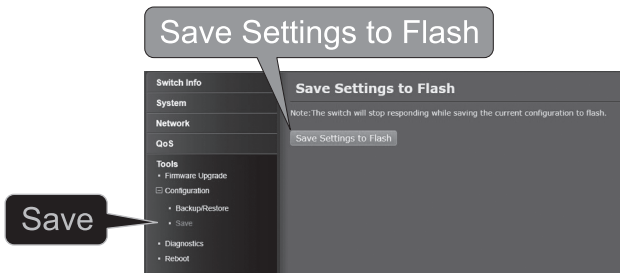 Save Settings to Flash
Switch Info
System
Network
QoS
Tools
• Firmware Upgrade
Configuration
• Backup/Restore
• Save
• Diagnostics
• Reboot
Save
Save Settings to Flash
Note:The switch will stop responding while saving the current configuration to flash.
Save Settings to Flash